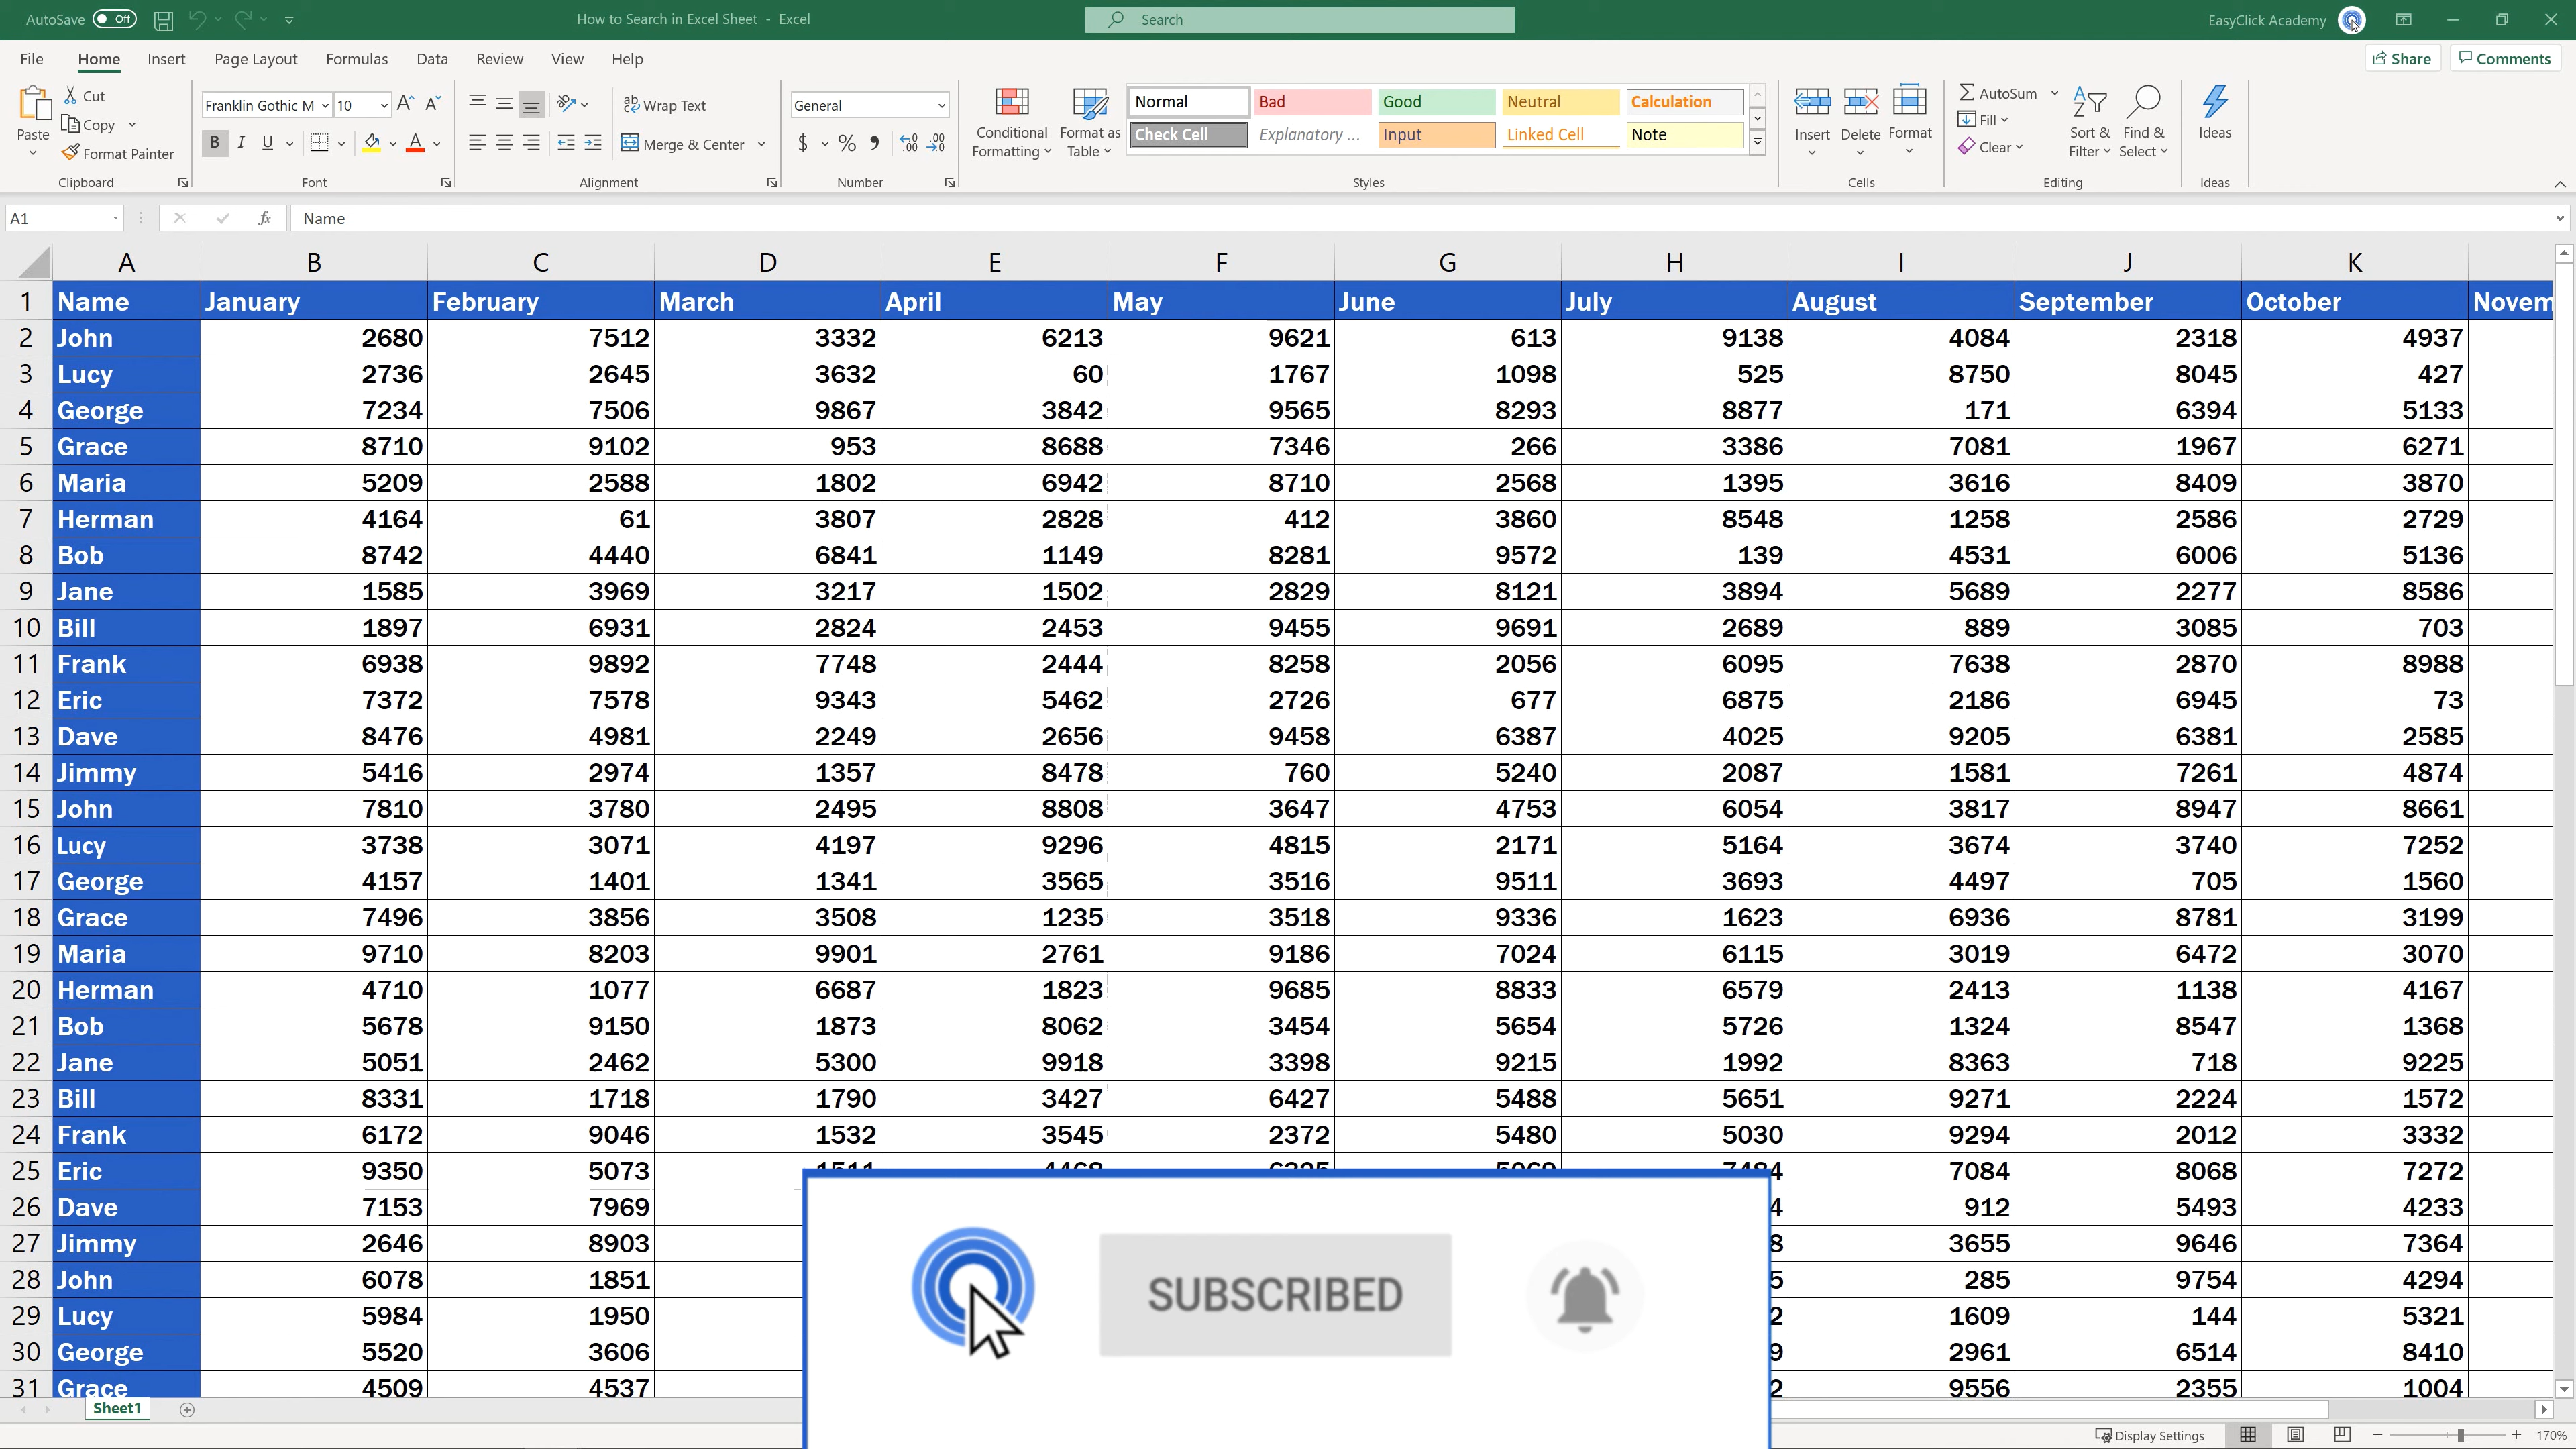 AutoSave Off How to Search in Excel Sheet - Excel Search EasyClick Academy
File Home Insert Page Layout Formulas Data Review View Help Share Comments
Paste Cut Copy Format Painter Clipboard
Franklin Gothic M 10 B I U Font
Wrap Text Merge & Center Alignment
General $ % Number
Conditional Formatting Format as Table
Normal Bad Good Neutral Calculation
Check Cell Explanatory ... Input Linked Cell Note
Styles
Insert Delete Format Cells
AutoSum Fill Clear Sort & Filter Find & Select Editing
Ideas Ideas
A1 fx Name
A B C D E F G H I J K
1 Name January February March April May June July August September October Novem
2 John 2680 7512 3332 6213 9621 613 9138 4084 2318 4937
3 Lucy 2736 2645 3632 60 1767 1098 525 8750 8045 427
4 George 7234 7506 9867 3842 9565 8293 8877 171 6394 5133
5 Grace 8710 9102 953 8688 7346 266 3386 7081 1967 6271
6 Maria 5209 2588 1802 6942 8710 2568 1395 3616 8409 3870
7 Herman 4164 61 3807 2828 412 3860 8548 1258 2586 2729
8 Bob 8742 4440 6841 1149 8281 9572 139 4531 6006 5136
9 Jane 1585 3969 3217 1502 2829 8121 3894 5689 2277 8586
10 Bill 1897 6931 2824 2453 9455 9691 2689 889 3085 703
11 Frank 6938 9892 7748 2444 8258 2056 6095 7638 2870 8988
12 Eric 7372 7578 9343 5462 2726 677 6875 2186 6945 73
13 Dave 8476 4981 2249 2656 9458 6387 4025 9205 6381 2585
14 Jimmy 5416 2974 1357 8478 760 5240 2087 1581 7261 4874
15 John 7810 3780 2495 8808 3647 4753 6054 3817 8947 8661
16 Lucy 3738 3071 4197 9296 4815 2171 5164 3674 3740 7252
17 George 4157 1401 1341 3565 3516 9511 3693 4497 705 1560
18 Grace 7496 3856 3508 1235 3518 9336 1623 6936 8781 3199
19 Maria 9710 8203 9901 2761 9186 7024 6115 3019 6472 3070
20 Herman 4710 1077 6687 1823 9685 8833 6579 2413 1138 4167
21 Bob 5678 9150 1873 8062 3454 5654 5726 1324 8547 1368
22 Jane 5051 2462 5300 9918 3398 9215 1992 8363 718 9225
23 Bill 8331 1718 1790 3427 6427 5488 5651 9271 2224 1572
24 Frank 6172 9046 1532 3545 2372 5480 5030 9294 2012 3332
25 Eric 9350 5073 7084 8068 7272
26 Dave 7153 7969 4 912 5493 4233
27 Jimmy 2646 8903 8 3655 9646 7364
28 John 6078 1851 5 285 9754 4294
29 Lucy 5984 1950 2 1609 144 5321
30 George 5520 3606 9 2961 6514 8410
31 Grace 4509 4537 2 9556 2355 1004
SUBSCRIBED
Sheet1
Display Settings 170%